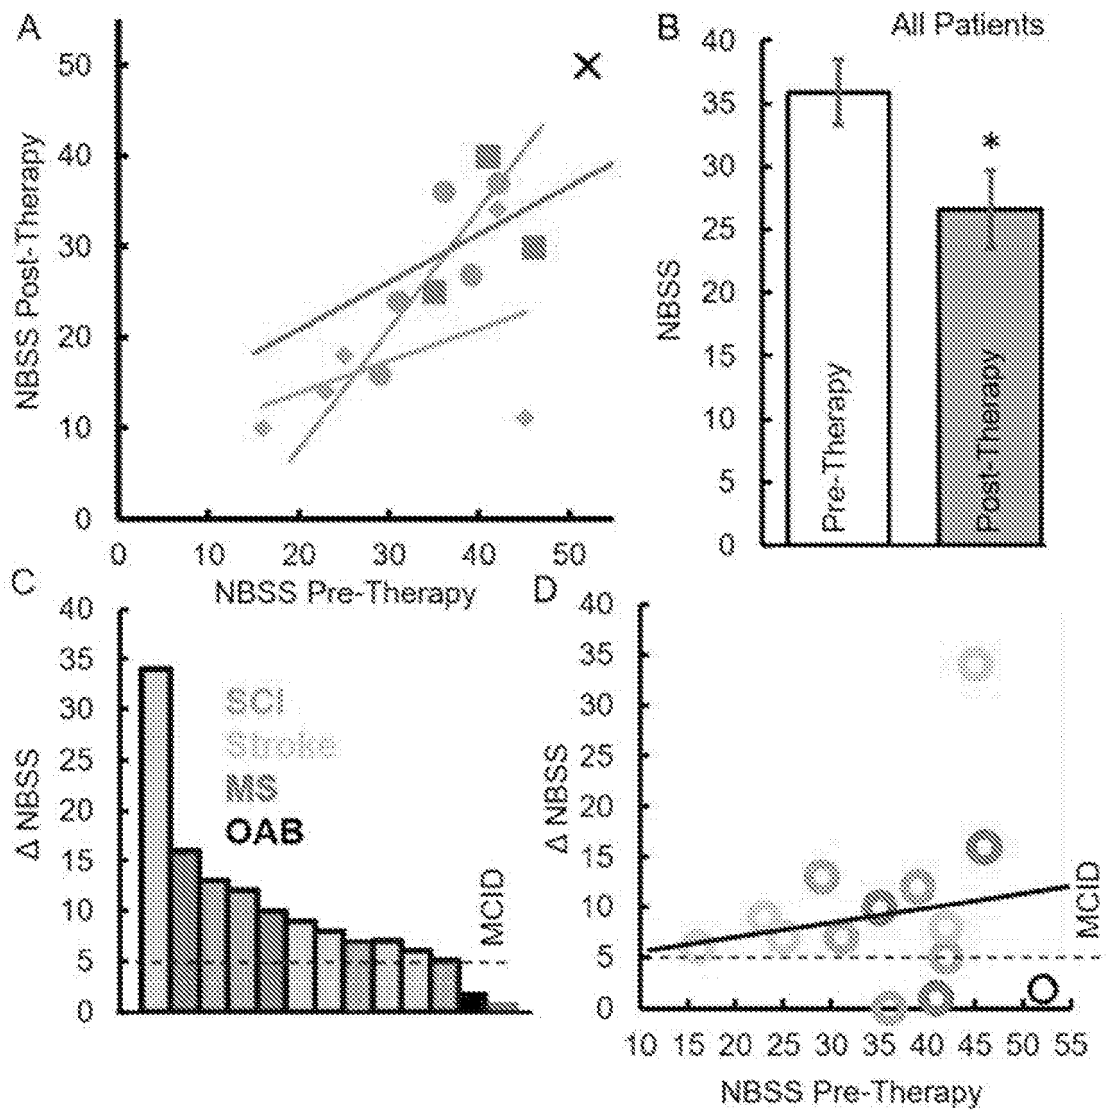 A
50
40
30
20
10
0
0 10 20 30 40 50
NBSS Post-Therapy
NBSS Pre-Therapy
B
All Patients
40
35
30
25
20
15
10
5
0
NBSS
*
Pre-Therapy
Post-Therapy
C
40
35
30
25
20
15
10
5
0
Δ NBSS
SCI
Stroke
MS
OAB
MCID
D
40
35
30
25
20
15
10
5
0
Δ NBSS
MCID
10 15 20 25 30 35 40 45 50 55
NBSS Pre-Therapy